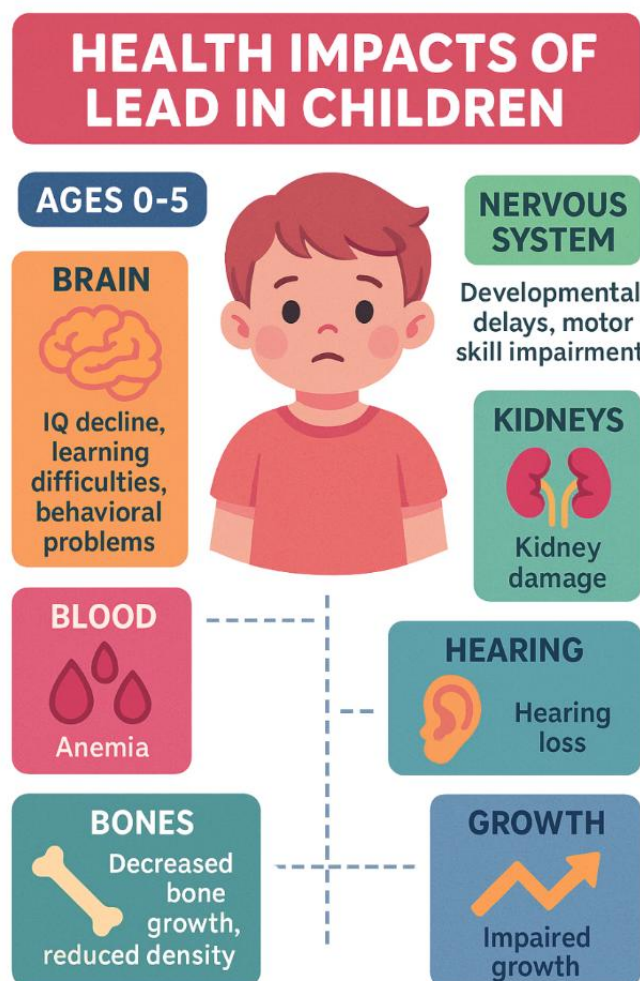 HEALTH IMPACTS OF
LEAD IN CHILDREN
AGES 0-5
BRAIN
IQ decline,
learning
difficulties,
behavioral
problems
NERVOUS
SYSTEM
Developmental
delays, motor
skill impairment
KIDNEYS
Kidney
damage
BLOOD
Anemia
HEARING
Hearing
loss
BONES
Decreased
bone
growth,
reduced density
GROWTH
Impaired
growth